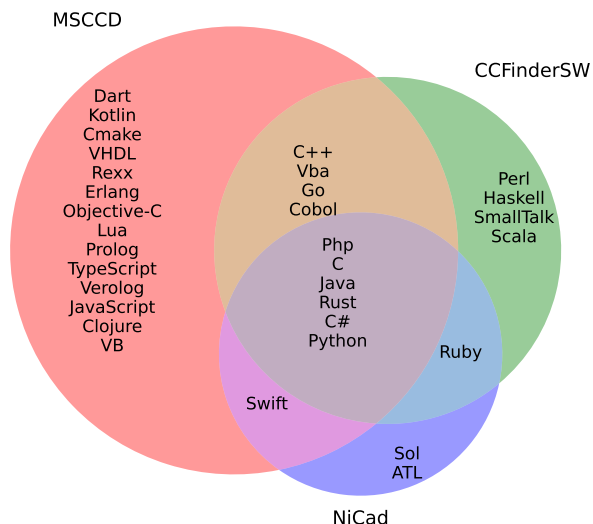 MSCCD
CCFinderSW
Dart
Kotlin
Cmake
VHDL
Rexx
Erlang
Objective-C
Lua
Prolog
TypeScript
Verolog
JavaScript
Clojure
VB
C++
Vba
Go
Cobol
Perl
Haskell
SmallTalk
Scala
Php
C
Java
Rust
C#
Python
Ruby
Swift
Sol
ATL
NiCad